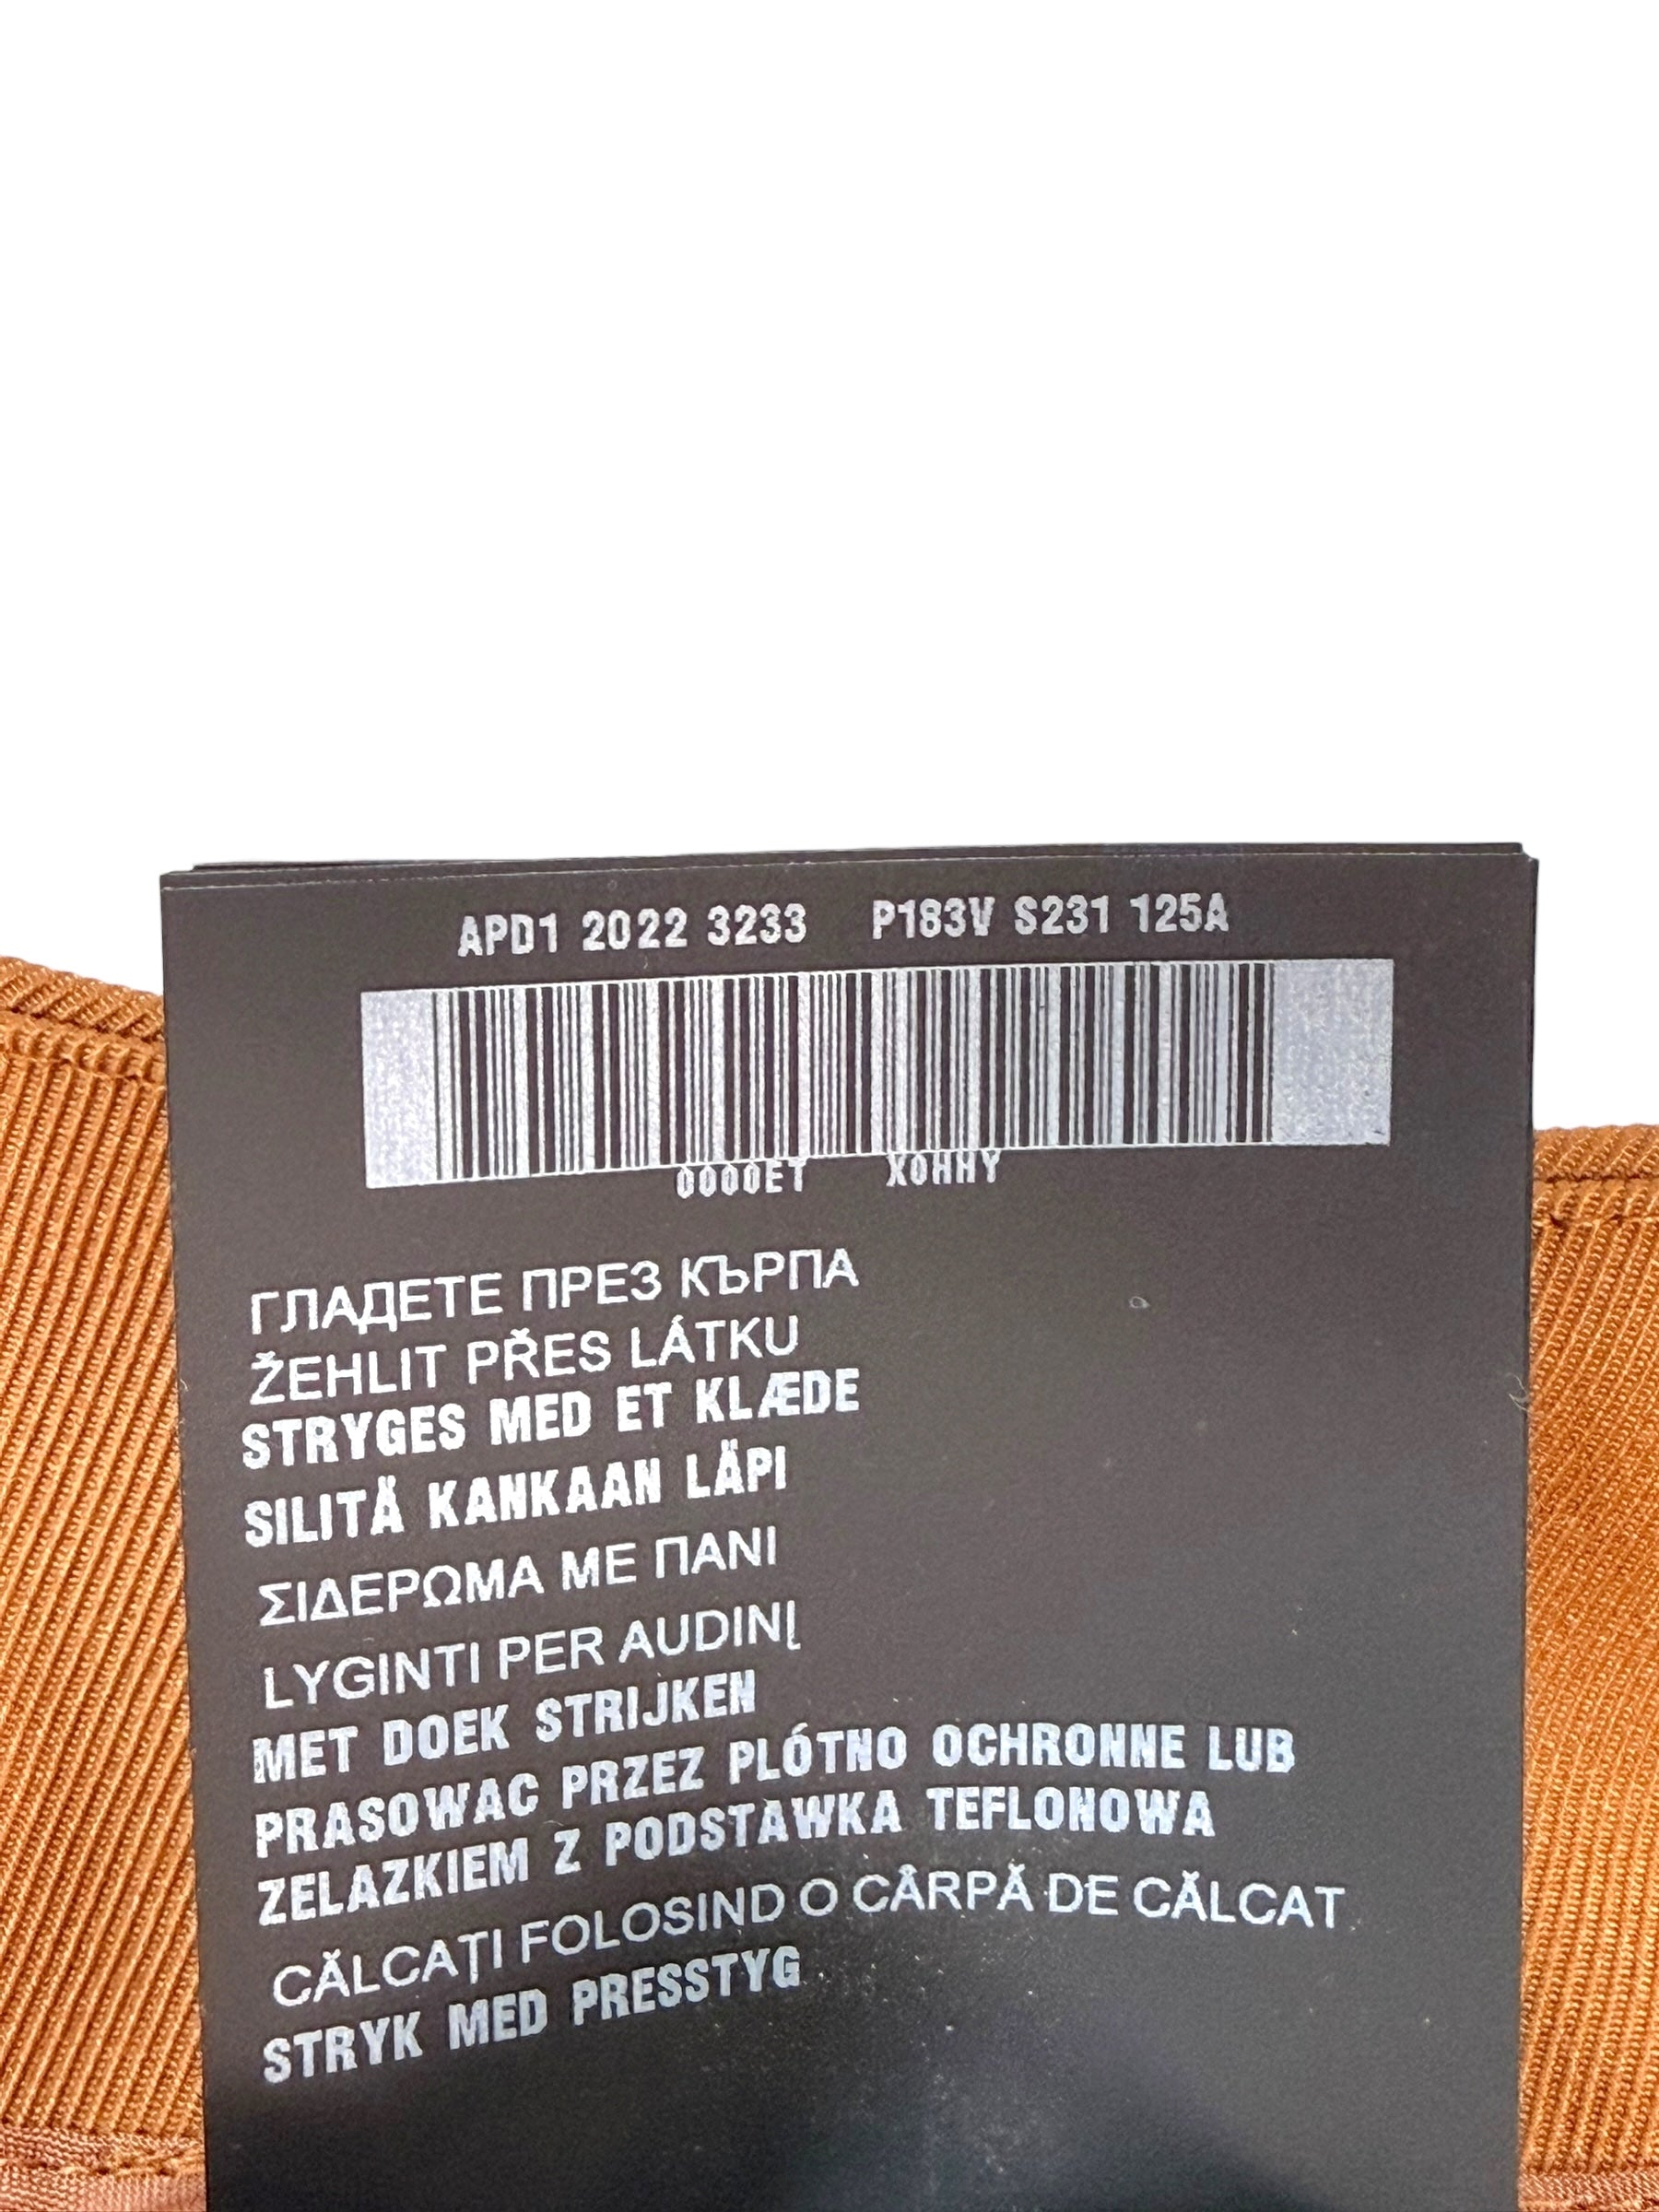 APD1 2022 3233 P183V S231 125A
0000ET XOHHY
ГЛАДЕТЕ ПРЕЗ КЪРПА
ŽEHLIT PŘES LÁTKU
STRYGES MED ET KLÆDE
SILITÄ KANKAAN LÄPI
ΣΙΔΕΡΩΜΑ ΜΕ ΠΑΝΙ
LYGINTI PER AUDINĮ
MET DOEK STRIJKEN
PRASOWAC PRZEZ PLÓTNO OCHRONNE LUB
ZELAZKIEM Z PODSTAWKA TEFLONOWA
CĂLCAȚI FOLOSIND O CÂRPĂ DE CĂLCAT
STRYK MED PRESSTYG